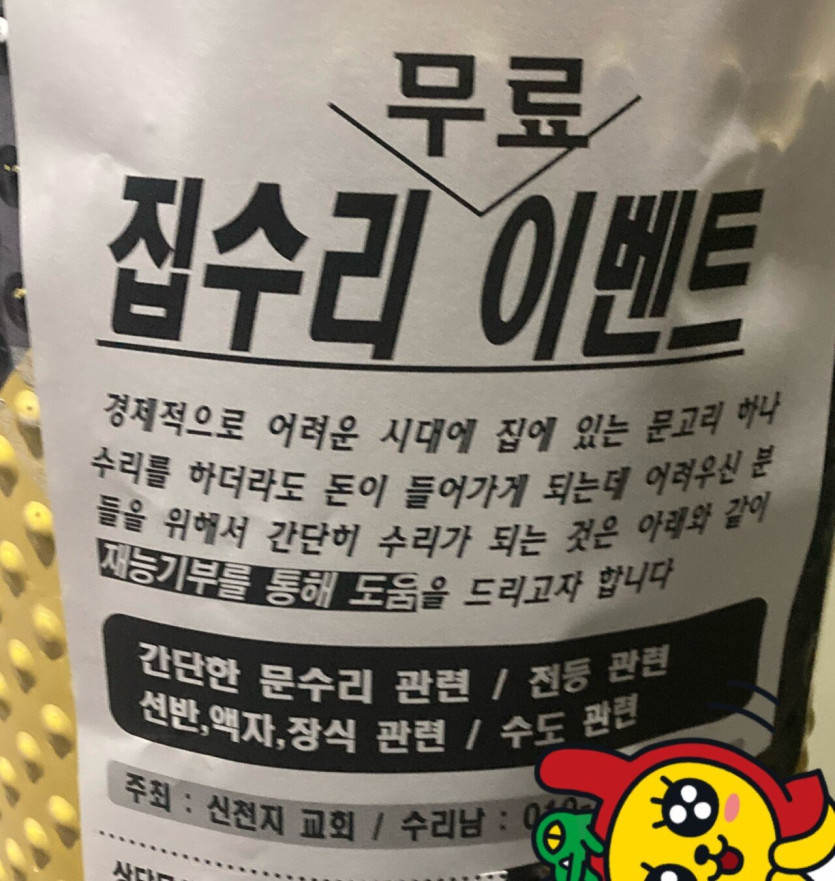 무료
집수리 이벤트
경제적으로 어려운 시대에 집에 있는 문고리 하나
수리를 하더라도 돈이 들어가게 되는데 어려우신 분
들을 위해서 간단히 수리가 되는 것은 아래와 같이
재능기부를 통해 도움을 드리고자 합니다
간단한 문수리 관련 / 전등 관련
선반,액자,장식 관련 / 수도 관련
주최 : 신천지 교회 / 수리남 : 010